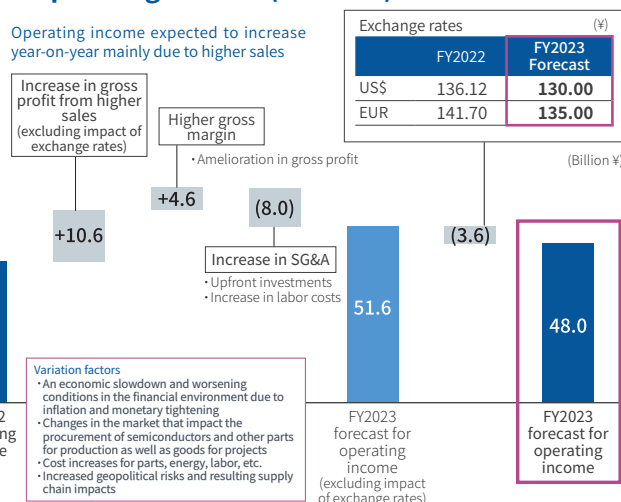 Operating income expected to increase
year-on-year mainly due to higher sales
Exchange rates (¥)
FY2022 FY2023 Forecast
US$ 136.12 130.00
EUR 141.70 135.00
(Billion ¥)
Increase in gross
profit from higher
sales
(excluding impact of
exchange rates)
+10.6
Higher gross
margin
・Amelioration in gross profit
+4.6
(8.0)
Increase in SG&A
・Upfront investments
・Increase in labor costs
51.6
(3.6)
48.0
Variation factors
・An economic slowdown and worsening
conditions in the financial environment due to
inflation and monetary tightening
・Changes in the market that impact the
procurement of semiconductors and other parts
for production as well as goods for projects
・Cost increases for parts, energy, labor, etc.
・Increased geopolitical risks and resulting supply
chain impacts
FY2023
forecast for
operating
income
(excluding impact
of exchange rates)
FY2023
forecast for
operating
income